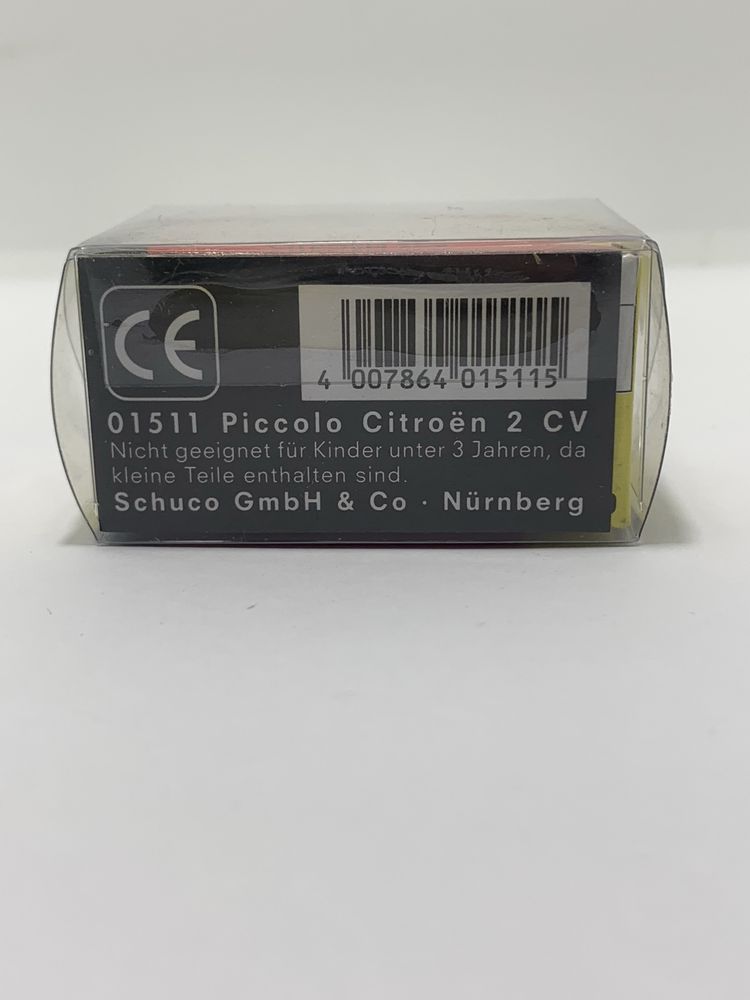 CE
4 007864 015115
01511 Piccolo Citroën 2 CV
Nicht geeignet für Kinder unter 3 Jahren, da
kleine Teile enthalten sind.
Schuco GmbH & Co · Nürnberg